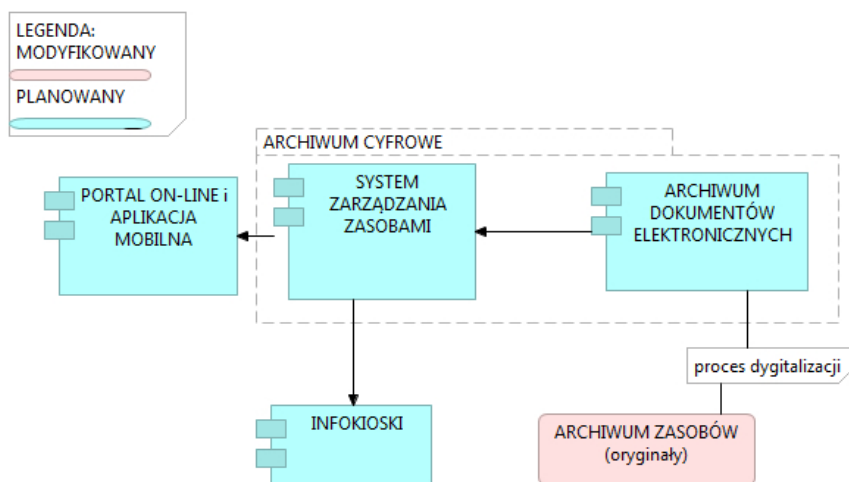 LEGENDA:
MODYFIKOWANY
PLANOWANY
ARCHIWUM CYFROWE
PORTAL ON-LINE i
APLIKACJA
MOBILNA
SYSTEM
ZARZĄDZANIA
ZASOBAMI
ARCHIWUM
DOKUMENTÓW
ELEKTRONICZNYCH
proces dygitalizacji
INFOKIOSKI
ARCHIWUM ZASOBÓW
(oryginały)